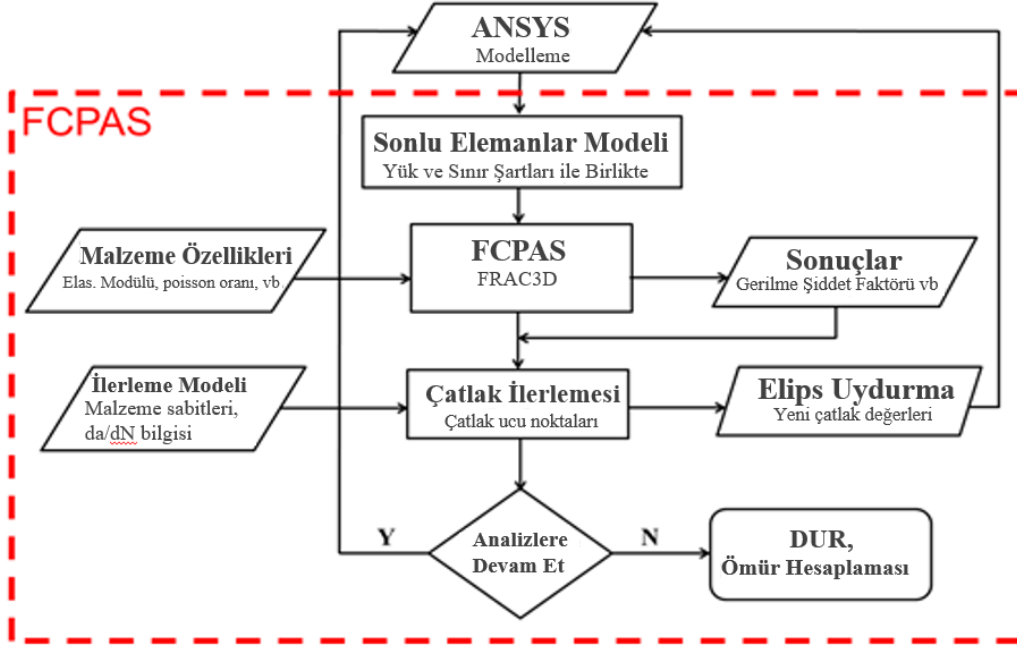 ANSYS
Modelleme
FCPAS
Sonlu Elemanlar Modeli
Yük ve Sınır Şartları ile Birlikte
Malzeme Özellikleri
Elas. Modülü, poisson oranı, vb.
FCPAS
FRAC3D
Sonuçlar
Gerilme Şiddet Faktörü vb
İlerleme Modeli
Malzeme sabitleri,
da/dN bilgisi
Çatlak İlerlemesi
Çatlak ucu noktaları
Elips Uydurma
Yeni çatlak değerleri
Y
Analizlere
Devam Et
N
DUR,
Ömür Hesaplaması